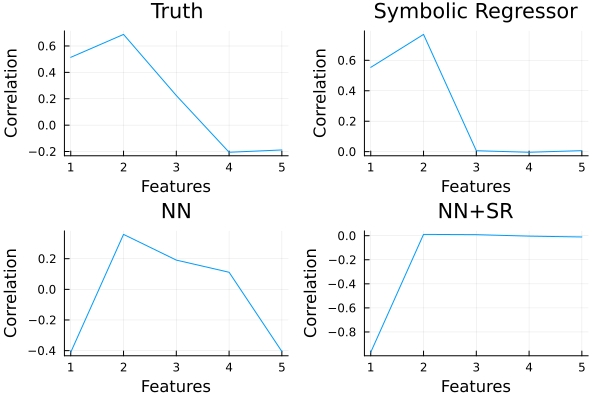 Truth
Correlation
0.6
0.4
0.2
0.0
−0.2
1 2 3 4 5
Features
Symbolic Regressor
Correlation
0.6
0.4
0.2
0.0
1 2 3 4 5
Features
NN
Correlation
0.2
0.0
−0.2
−0.4
1 2 3 4 5
Features
NN+SR
Correlation
0.0
−0.2
−0.4
−0.6
−0.8
1 2 3 4 5
Features